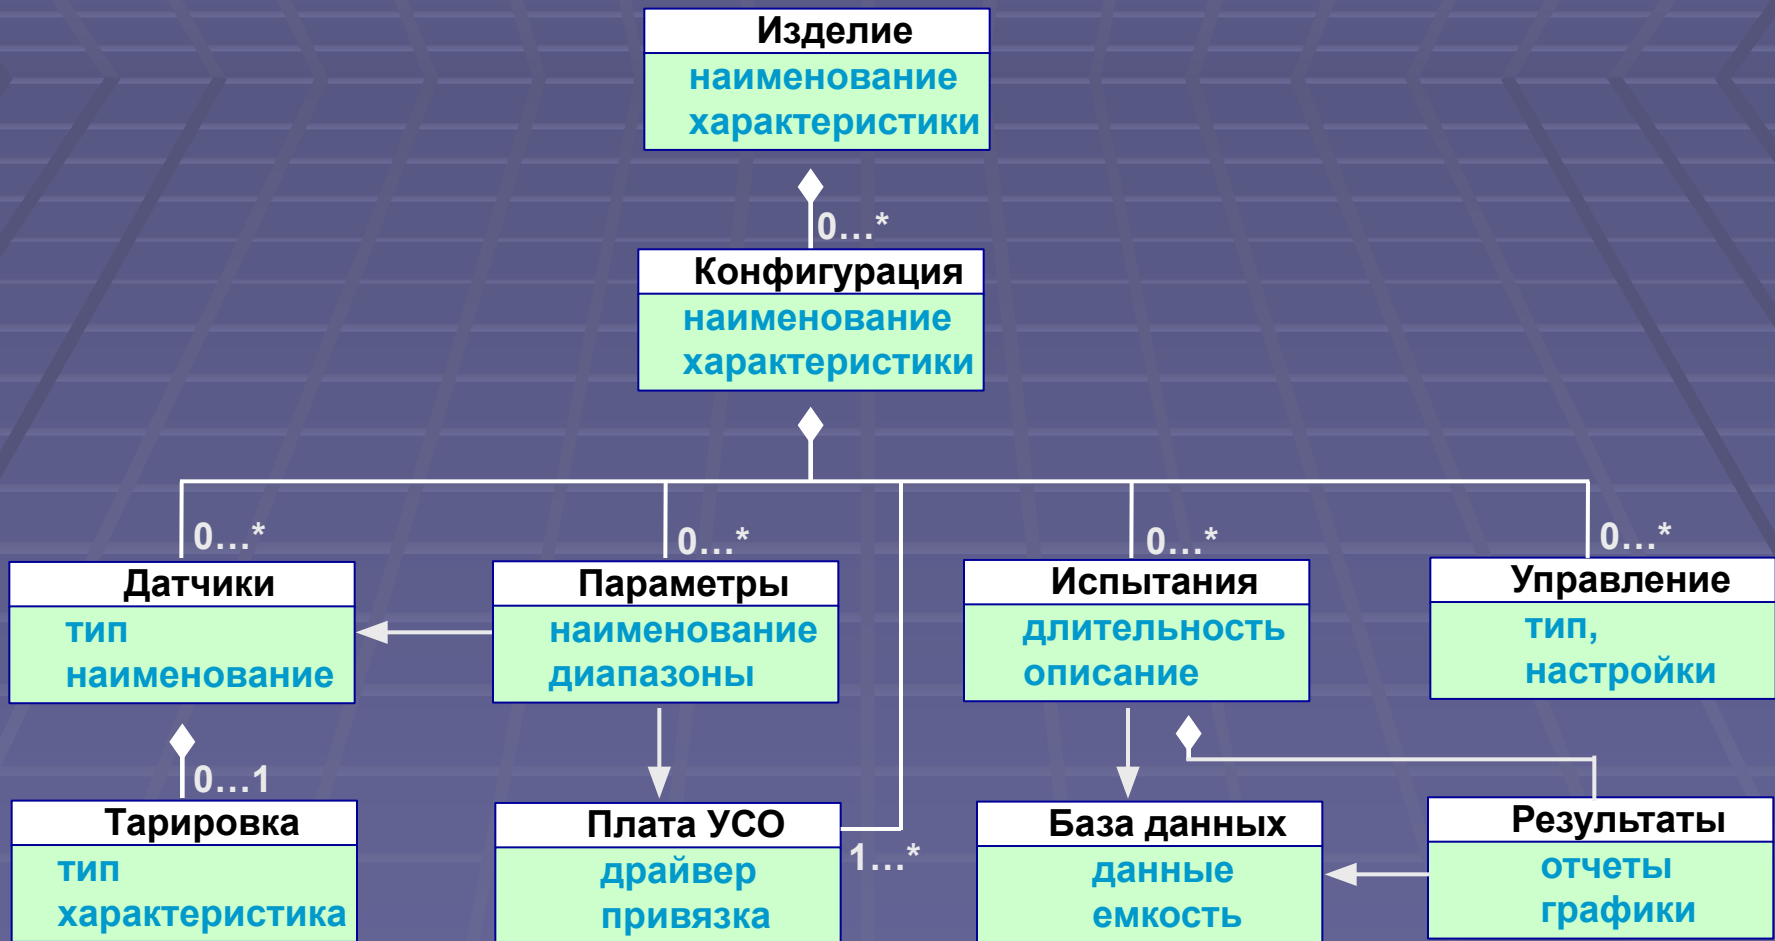 Изделие
наименование
характеристики
0…*
Конфигурация
наименование
характеристики
0…*
0…*
0…*
0…*
Датчики
тип
наименование
Параметры
наименование
диапазоны
Испытания
длительность
описание
Управление
тип,
настройки
0…1
Тарировка
тип
характеристика
Плата УСО
драйвер
привязка
1…*
База данных
данные
емкость
Результаты
отчеты
графики